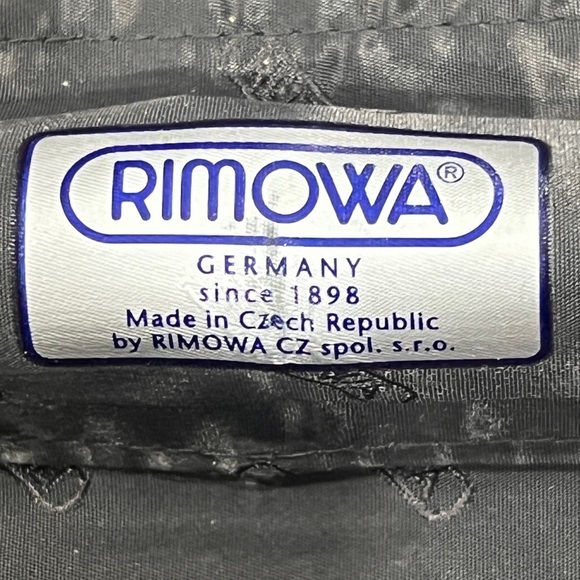 RIMOWA®
GERMANY
since 1898
Made in Czech Republic
by RIMOWA CZ spol. s.r.o.